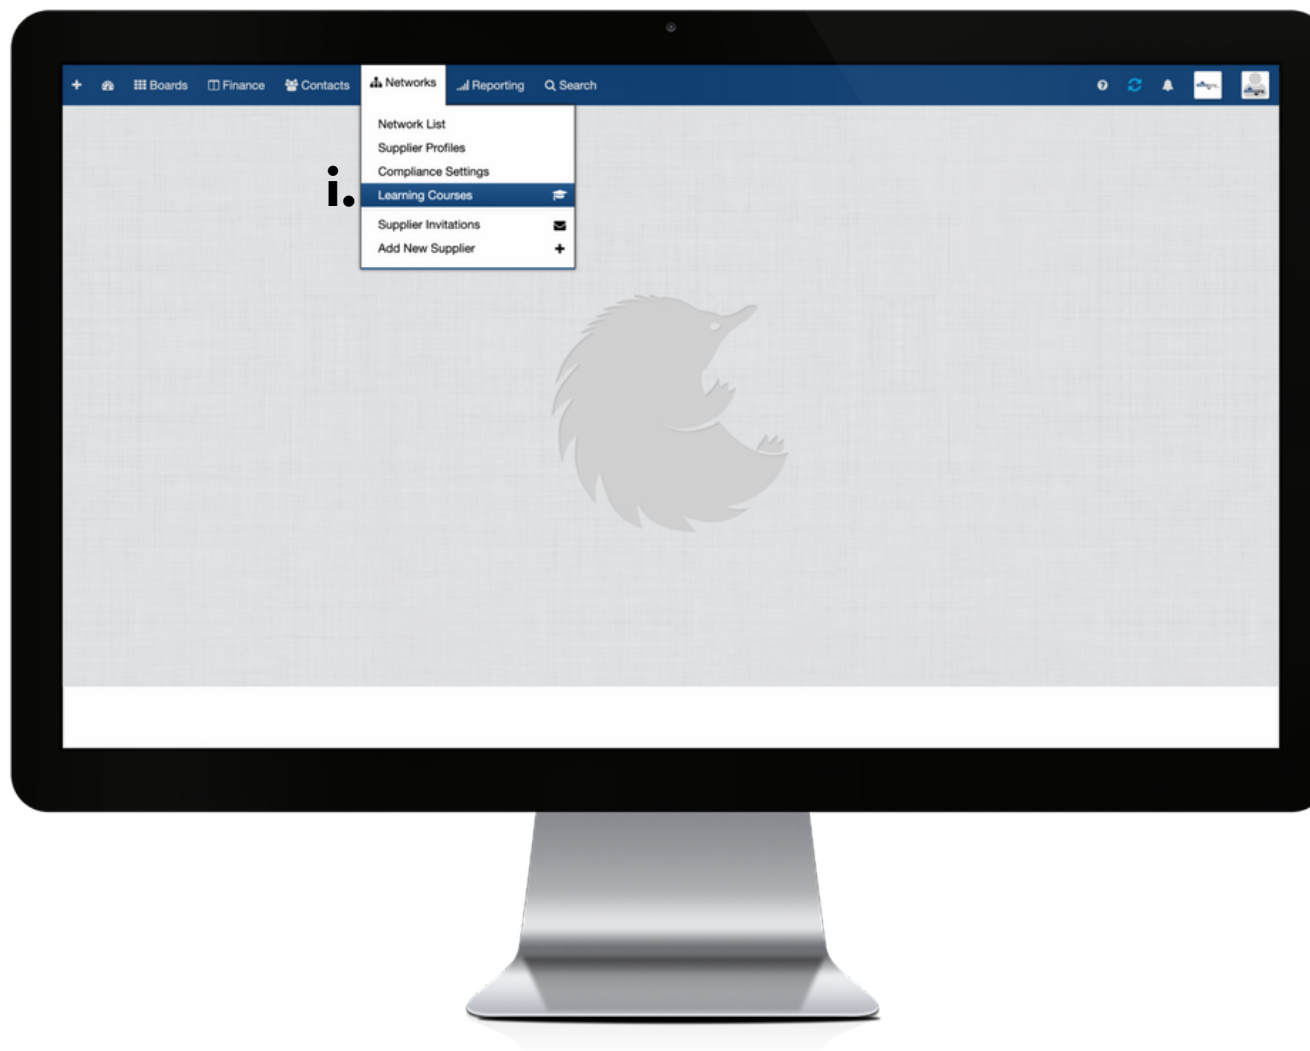 Boards Finance Contacts Networks Reporting Search
Network List
Supplier Profiles
Compliance Settings
i. Learning Courses
Supplier Invitations
Add New Supplier